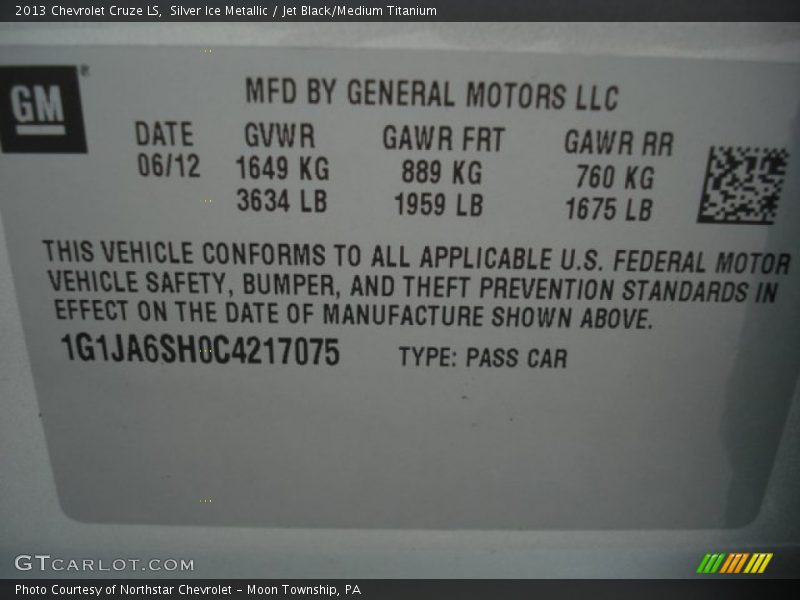 2013 Chevrolet Cruze LS,  Silver Ice Metallic / Jet Black/Medium Titanium
GM ®
MFD BY GENERAL MOTORS LLC
DATE GVWR GAWR FRT GAWR RR
06/12 1649 KG 889 KG 760 KG
3634 LB 1959 LB 1675 LB
THIS VEHICLE CONFORMS TO ALL APPLICABLE U.S. FEDERAL MOTOR
VEHICLE SAFETY, BUMPER, AND THEFT PREVENTION STANDARDS IN
EFFECT ON THE DATE OF MANUFACTURE SHOWN ABOVE.
1G1JA6SH0C4217075 TYPE: PASS CAR
GTCARLOT.COM
Photo Courtesy of Northstar Chevrolet - Moon Township, PA